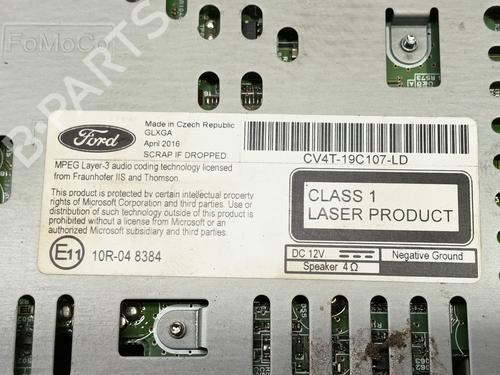 FoMoCo
B-PARTS
Ford
Made in Czech Republic
GLXGA
April 2016
SCRAP IF DROPPED
MPEG Layer-3 audio coding technology licensed
from Fraunhofer IIS and Thomson.
This product is protected by certain intellectual property
rights of Microsoft Corporation and third parties. Use or
distribution of such technology outside of this product is
prohibited without a license from Microsoft or an
authorized Microsoft subsidiary and third parties.
E11
10R-04 8384
CV4T-19C107-LD
CLASS 1
LASER PRODUCT
DC 12V
Negative Ground
Speaker 4Ω